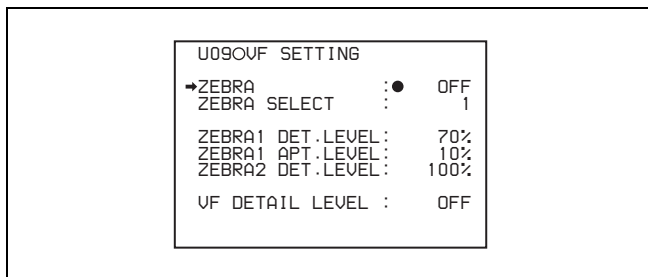 U09○VF SETTING
➡ZEBRA :● OFF
ZEBRA SELECT : 1
ZEBRA1 DET.LEVEL: 70%
ZEBRA1 APT.LEVEL: 10%
ZEBRA2 DET.LEVEL: 100%
VF DETAIL LEVEL : OFF